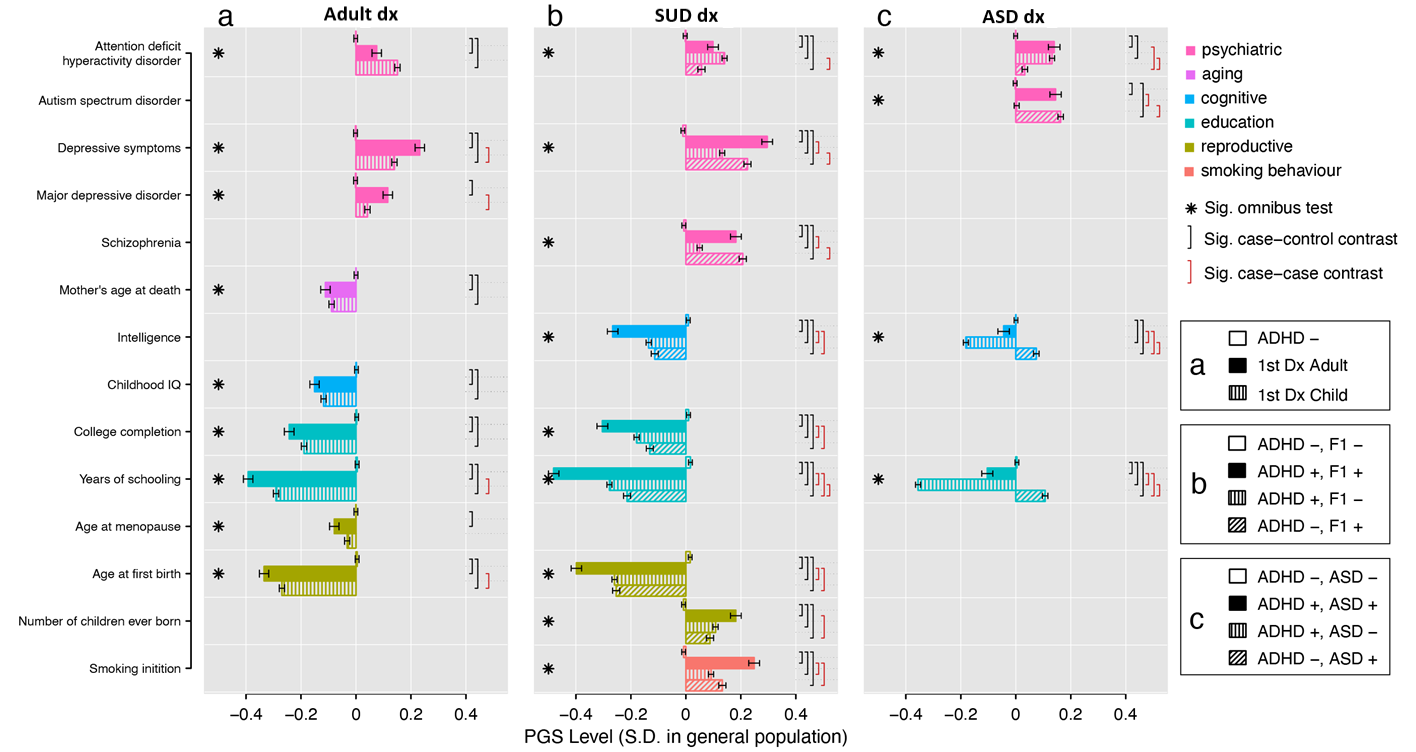 a
Adult dx
b
SUD dx
c
ASD dx
Attention deficit
hyperactivity disorder
Autism spectrum disorder
Depressive symptoms
Major depressive disorder
Schizophrenia
Mother's age at death
Intelligence
Childhood IQ
College completion
Years of schooling
Age at menopause
Age at first birth
Number of children ever born
Smoking initition
−0.4 −0.2 0 0.2 0.4
−0.4 −0.2 0 0.2 0.4
−0.4 −0.2 0 0.2 0.4
PGS Level (S.D. in general population)
psychiatric
aging
cognitive
education
reproductive
smoking behaviour
Sig. omnibus test
Sig. case−control contrast
Sig. case−case contrast
a
ADHD −
1st Dx Adult
1st Dx Child
b
ADHD −, F1 −
ADHD +, F1 +
ADHD +, F1 −
ADHD −, F1 +
c
ADHD −, ASD −
ADHD +, ASD +
ADHD +, ASD −
ADHD −, ASD +